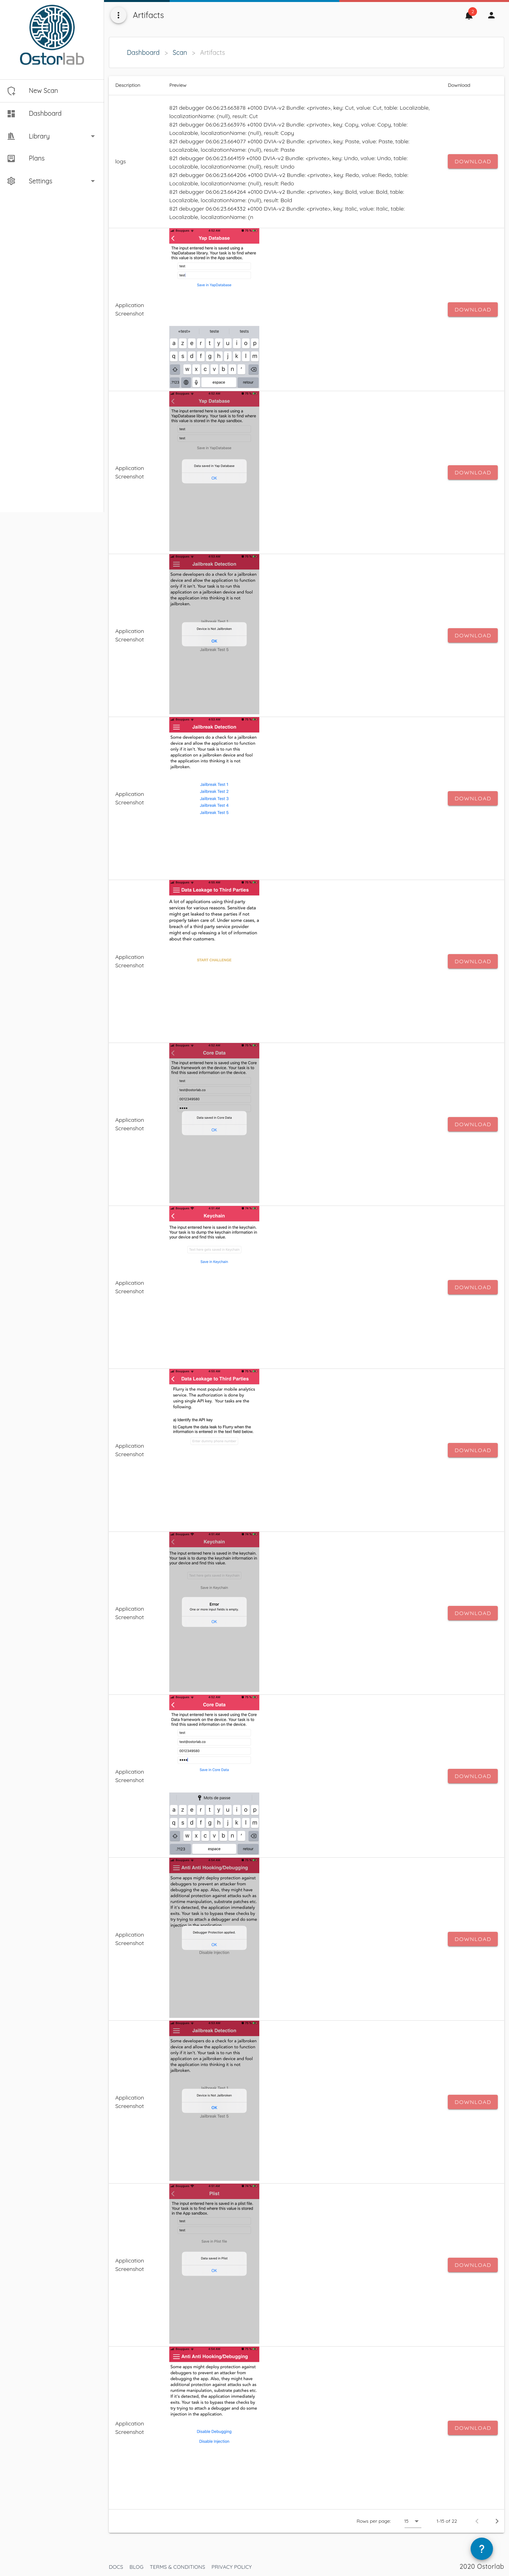 Artifacts
2
Ostorlab
Dashboard > Scan > Artifacts
New Scan
Dashboard
Library
Plans
Settings
Description Preview Download
logs
821 debugger 06:06:23.663878 +0100 DVIA-v2 Bundle: <private>, key: Cut, value: Cut, table: Localizable,
localizationName: (null), result: Cut
821 debugger 06:06:23.663976 +0100 DVIA-v2 Bundle: <private>, key: Copy, value: Copy, table:
Localizable, localizationName: (null), result: Copy
821 debugger 06:06:23.664077 +0100 DVIA-v2 Bundle: <private>, key: Paste, value: Paste, table:
Localizable, localizationName: (null), result: Paste
821 debugger 06:06:23.664159 +0100 DVIA-v2 Bundle: <private>, key: Undo, value: Undo, table:
Localizable, localizationName: (null), result: Undo
821 debugger 06:06:23.664206 +0100 DVIA-v2 Bundle: <private>, key: Redo, value: Redo, table:
Localizable, localizationName: (null), result: Redo
821 debugger 06:06:23.664264 +0100 DVIA-v2 Bundle: <private>, key: Bold, value: Bold, table:
Localizable, localizationName: (null), result: Bold
821 debugger 06:06:23.664332 +0100 DVIA-v2 Bundle: <private>, key: Italic, value: Italic, table:
Localizable, localizationName: (n
DOWNLOAD
Application
Screenshot
Yap Database
The input entered here is saved using a
YapDatabase library. Your task is to find where
this value is stored in the App sandbox.
test
test
Save in YapDatabase
«test» teste tests
a z e r t y u i o p
q s d f g h j k l m
w x c v b n '
.?123 espace retour
DOWNLOAD
Application
Screenshot
Yap Database
The input entered here is saved using a
YapDatabase library. Your task is to find where
this value is stored in the App sandbox.
test
test
Save in YapDatabase
Data saved in Yap Database
OK
DOWNLOAD
Application
Screenshot
Jailbreak Detection
Some developers do a check for a jailbroken
device and allow the application to function
only if it isn't. Your task is to run this
application on a jailbroken device and fool
the application into thinking it is not
jailbroken.
Device is Not Jailbroken
OK
Jailbreak Test 5
DOWNLOAD
Application
Screenshot
Jailbreak Detection
Some developers do a check for a jailbroken
device and allow the application to function
only if it isn't. Your task is to run this
application on a jailbroken device and fool
the application into thinking it is not
jailbroken.
Jailbreak Test 1
Jailbreak Test 2
Jailbreak Test 3
Jailbreak Test 4
Jailbreak Test 5
DOWNLOAD
Application
Screenshot
Data Leakage to Third Parties
A lot of applications using third party
services for various reasons. Sensitive data
might get leaked to these parties if not
properly taken care of. Under some cases, a
breach of a third party service provider
might end up releasing a lot of information
about their customers.
START CHALLENGE
DOWNLOAD
Application
Screenshot
Core Data
The input entered here is saved using the Core
Data framework on the device. Your task is to
find this saved information on the device.
test
test@ostorlab.co
Data saved in Core Data
OK
DOWNLOAD
Application
Screenshot
Keychain
The input entered here is saved in the keychain.
Your task is to dump the keychain information in
your device and find this value.
Save in Keychain
DOWNLOAD
Application
Screenshot
Data Leakage to Third Parties
Flurry is the most popular mobile analytics
service. The authorization is done by
using single API key. Your tasks are the
following.
a) Identify the API key
b) Capture the data leak to Flurry when the
information is entered in the text field below.
DOWNLOAD
Application
Screenshot
Keychain
The input entered here is saved in the keychain.
Your task is to dump the keychain information in
your device and find this value.
Save in Keychain
Error
One or more input fields is empty.
OK
DOWNLOAD
Application
Screenshot
Core Data
The input entered here is saved using the Core
Data framework on the device. Your task is to
find this saved information on the device.
test
test@ostorlab.co
Save in Core Data
Mots de passe
a z e r t y u i o p
q s d f g h j k l m
w x c v b n '
.?123 espace retour
DOWNLOAD
Application
Screenshot
Anti Anti Hooking/Debugging
Some apps might deploy protection against
debuggers to prevent an attacker from
debugging the app. Also, they might have
additional protection against attacks such as
runtime manipulation, substrate patches etc.
If it's detected, the application immediately
exits. Your task is to bypass these checks by
try trying to attach a debugger and do some
injection in the application.
Debugger Protection applied
OK
Disable Injection
DOWNLOAD
Application
Screenshot
Jailbreak Detection
Some developers do a check for a jailbroken
device and allow the application to function
only if it isn't. Your task is to run this
application on a jailbroken device and fool
the application into thinking it is not
jailbroken.
Device is Not Jailbroken
OK
Jailbreak Test 5
DOWNLOAD
Application
Screenshot
Plist
The input entered here is saved in a plist file.
Your task is to find where this value is stored
in the App sandbox.
test
test
Save in Plist file
Data saved in Plist
OK
DOWNLOAD
Application
Screenshot
Anti Anti Hooking/Debugging
Some apps might deploy protection against
debuggers to prevent an attacker from
debugging the app. Also, they might have
additional protection against attacks such as
runtime manipulation, substrate patches etc.
If it's detected, the application immediately
exits. Your task is to bypass these checks by
try trying to attach a debugger and do some
injection in the application.
Disable Debugging
Disable Injection
DOWNLOAD
Rows per page: 15 1-15 of 22
?
DOCS BLOG TERMS & CONDITIONS PRIVACY POLICY 2020 Ostorlab